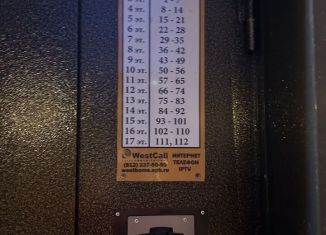 4 эт. 8 - 14
5 эт. 15 - 21
6 эт. 22 - 28
7 эт. 29 - 35
8 эт. 36 - 42
9 эт. 43 - 49
10 эт. 50 - 56
11 эт. 57 - 65
12 эт. 66 - 74
13 эт. 75 - 83
14 эт. 84 - 92
15 эт. 93 - 101
16 эт. 102 - 110
17 эт. 111, 112
WestCall ИНТЕРНЕТ
ТЕЛЕФОН
westhome.spb.ru IPTV